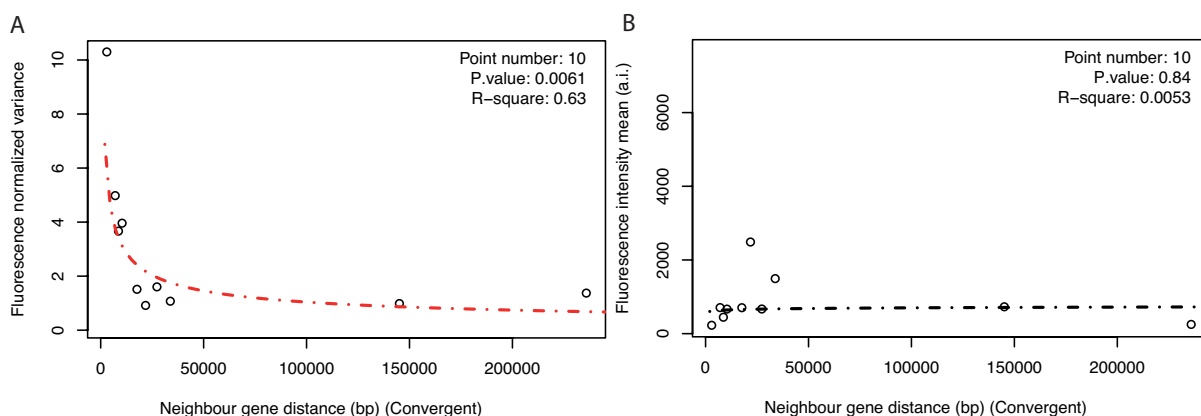 A
Fluorescence normalized variance
10
8
6
4
2
0
Point number: 10
P.value: 0.0061
R−square: 0.63
0 50000 100000 150000 200000
Neighbour gene distance (bp) (Convergent)
B
Fluorescence intensity mean (a.i.)
6000
4000
2000
0
Point number: 10
P.value: 0.84
R−square: 0.0053
0 50000 100000 150000 200000
Neighbour gene distance (bp) (Convergent)